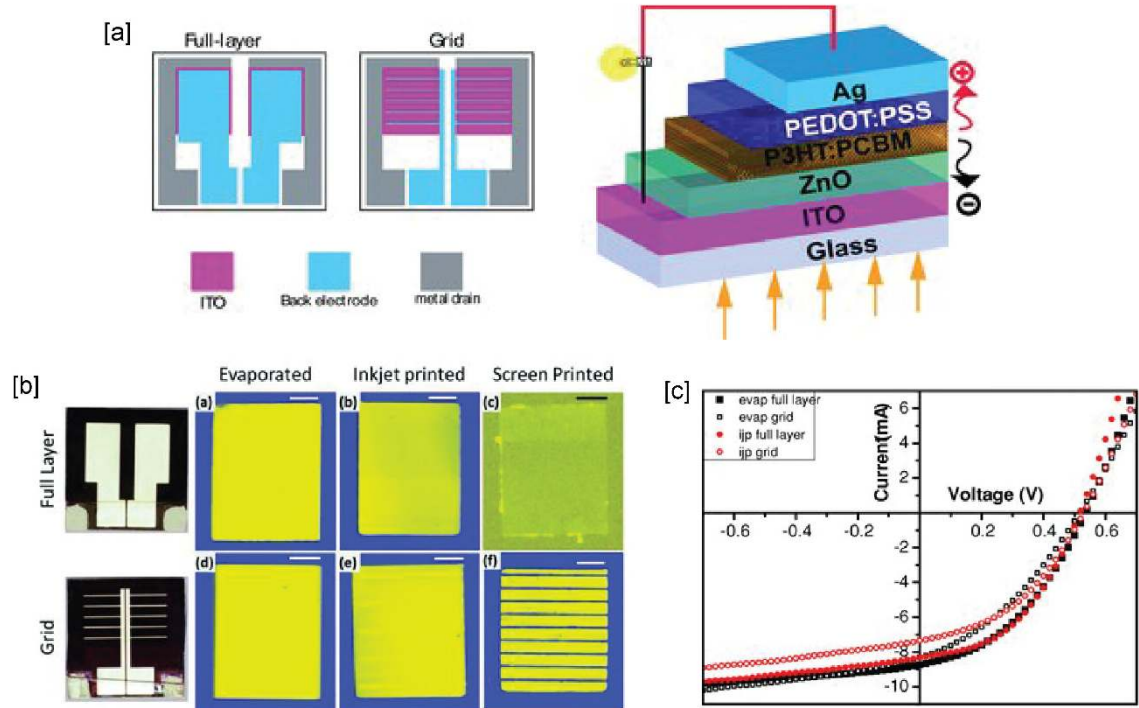 [a]
Full-layer
Grid
ITO
Back electrode
metal drain
Ag
PEDOT:PSS
P3HT:PCBM
ZnO
ITO
Glass
⊕
⊖
[b]
Evaporated
Inkjet printed
Screen Printed
Full Layer
(a)
(b)
(c)
Grid
(d)
(e)
(f)
[c]
evap full layer
evap grid
ijp full layer
ijp grid
Current(mA)
Voltage (V)
6
4
2
-0.6
-0.4
-0.2
0.2
0.4
0.6
-2
-4
-6
-8
-10